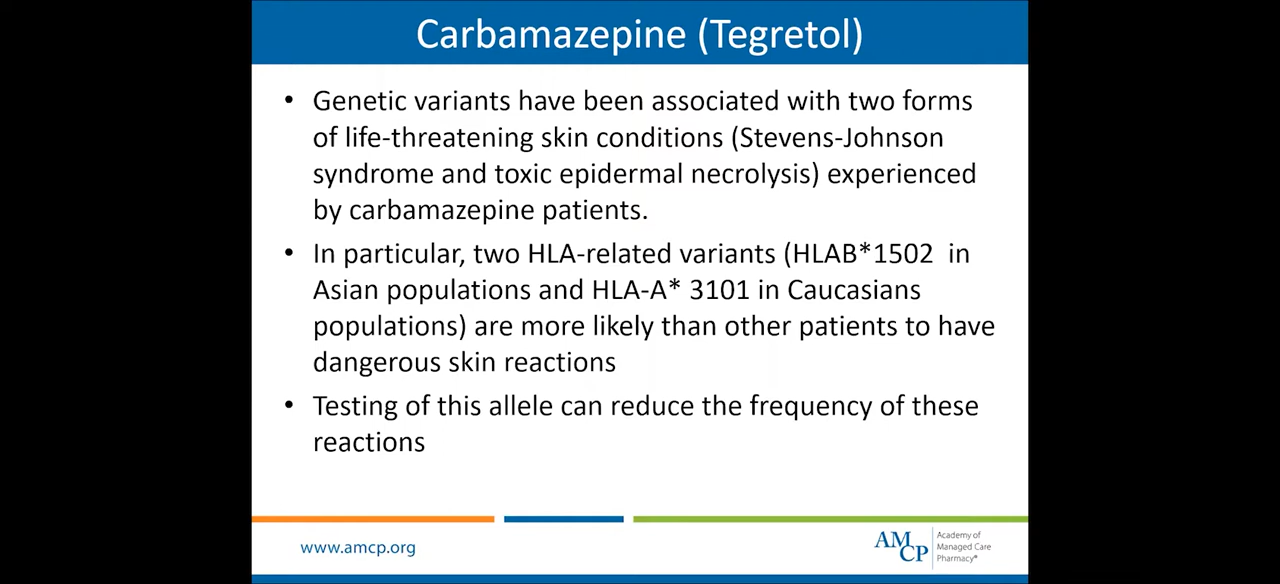 Carbamazepine (Tegretol)
• Genetic variants have been associated with two forms
of life-threatening skin conditions (Stevens-Johnson
syndrome and toxic epidermal necrolysis) experienced
by carbamazepine patients.
• In particular, two HLA-related variants (HLAB*1502  in
Asian populations and HLA-A* 3101 in Caucasians
populations) are more likely than other patients to have
dangerous skin reactions
• Testing of this allele can reduce the frequency of these
reactions
www.amcp.org
AMCP
Academy of
Managed Care
Pharmacy®